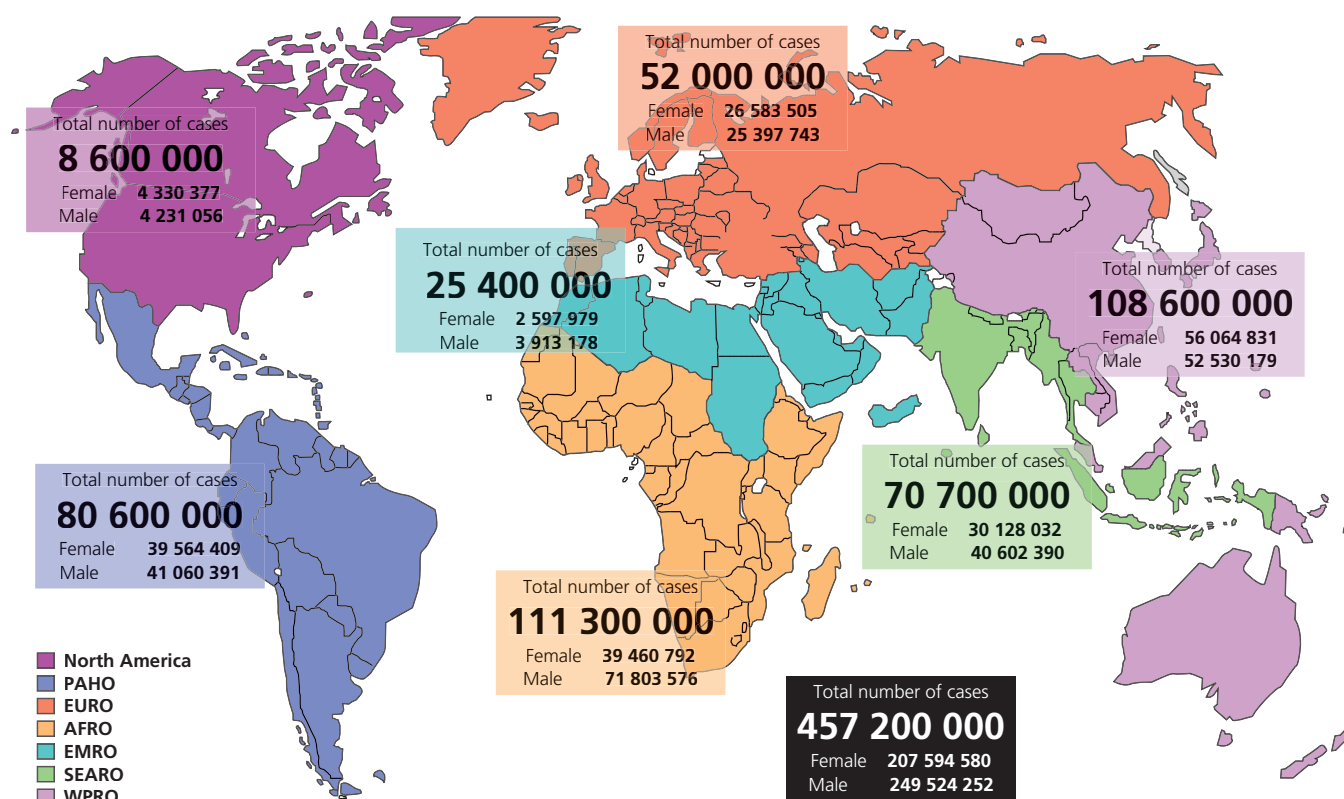 Total number of cases
52 000 000
Female 26 583 505
Male 25 397 743
Total number of cases
8 600 000
Female 4 330 377
Male 4 231 056
Total number of cases
25 400 000
Female 2 597 979
Male 3 913 178
Total number of cases
108 600 000
Female 56 064 831
Male 52 530 179
Total number of cases
80 600 000
Female 39 564 409
Male 41 060 391
Total number of cases
70 700 000
Female 30 128 032
Male 40 602 390
Total number of cases
111 300 000
Female 39 460 792
Male 71 803 576
Total number of cases
457 200 000
Female 207 594 580
Male 249 524 252
North America
PAHO
EURO
AFRO
EMRO
SEARO
WPRO